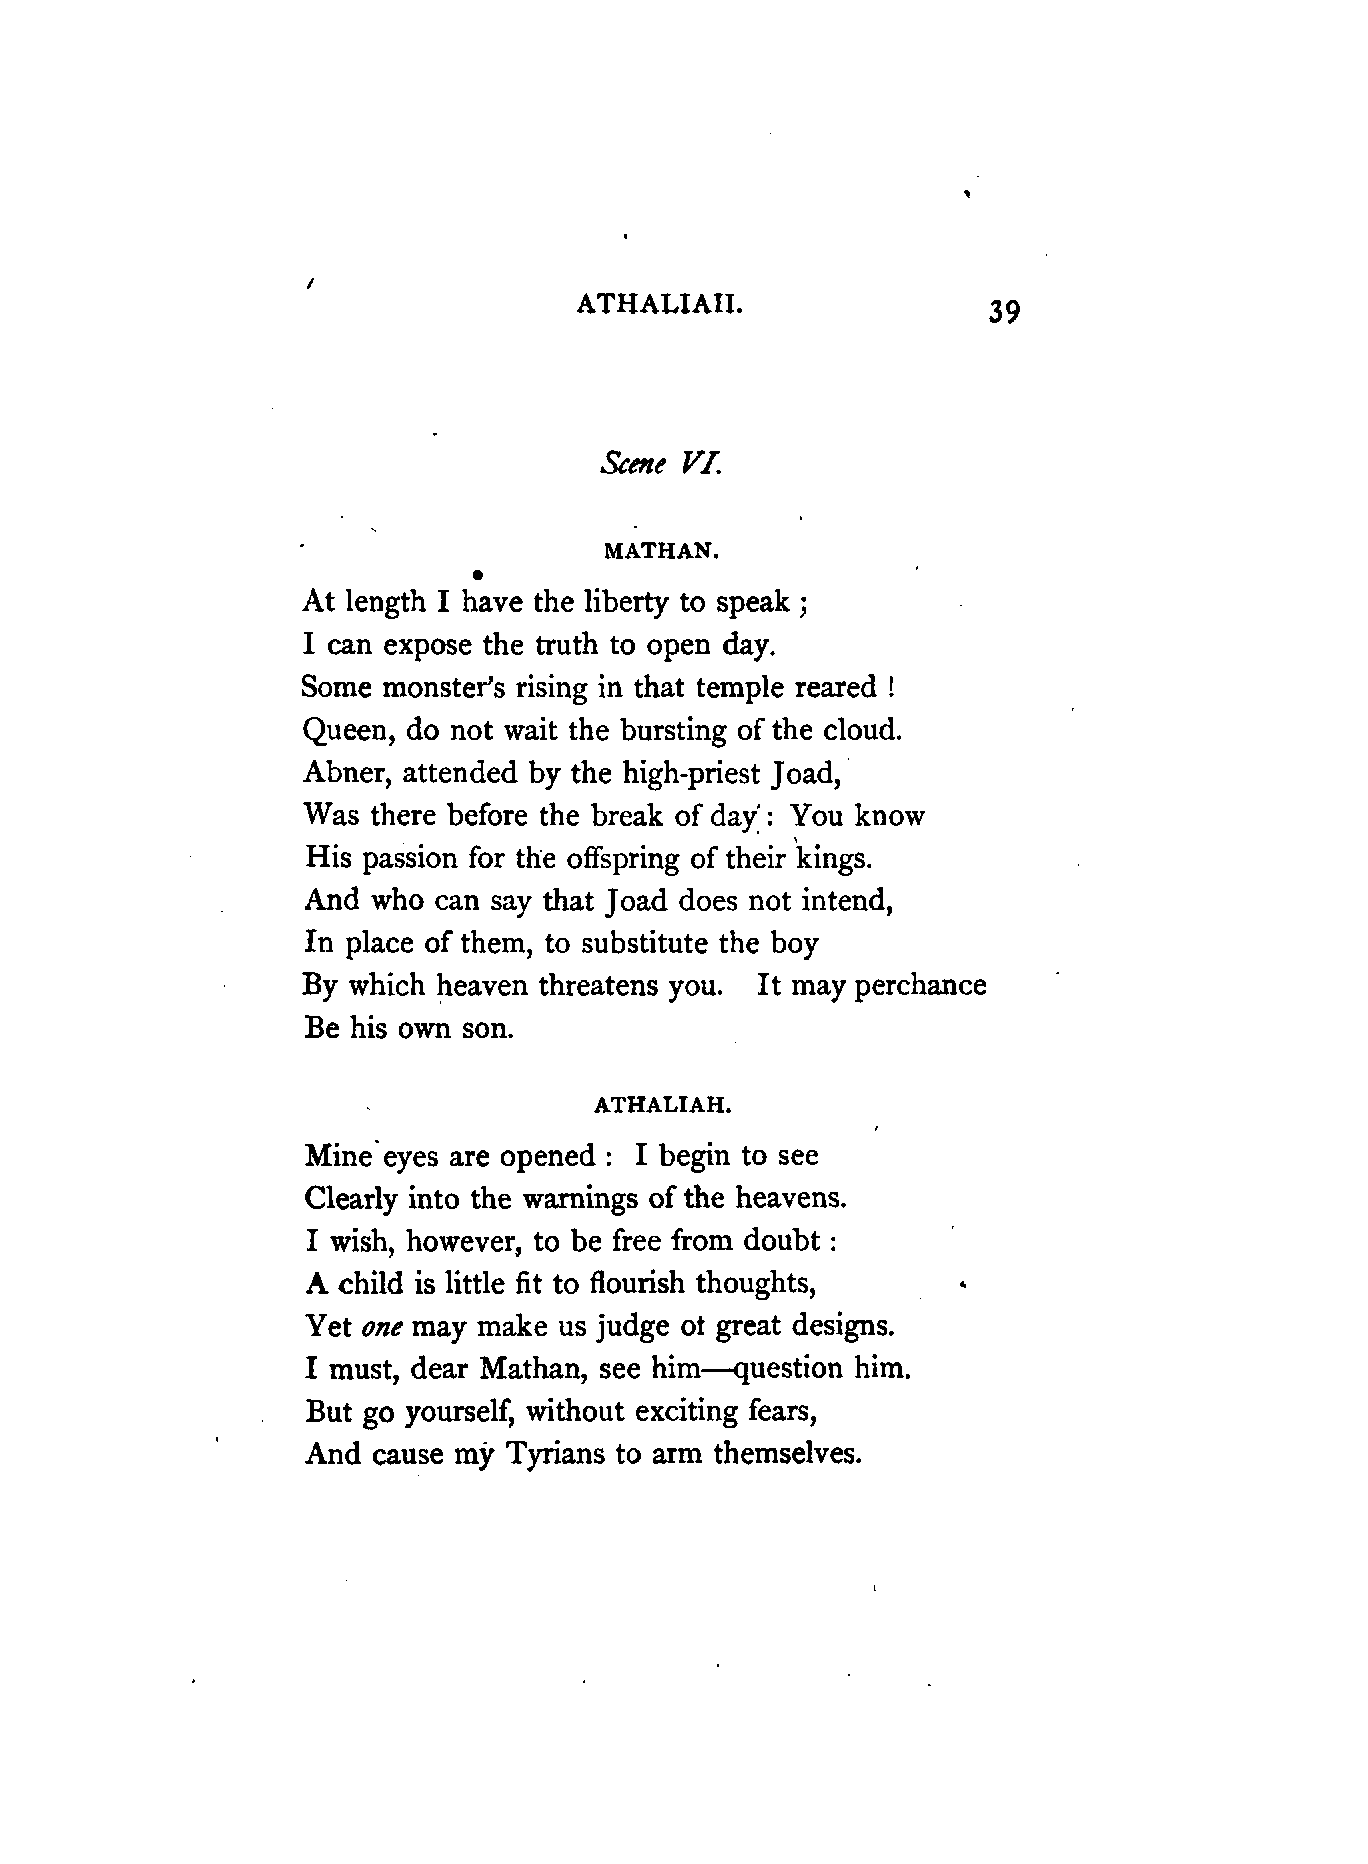 ATHALIAH. 39
Scene VI.
MATHAN.
At length I have the liberty to speak ;
I can expose the truth to open day.
Some monster's rising in that temple reared !
Queen, do not wait the bursting of the cloud.
Abner, attended by the high-priest Joad,
Was there before the break of day : You know
His passion for the offspring of their kings.
And who can say that Joad does not intend,
In place of them, to substitute the boy
By which heaven threatens you. It may perchance
Be his own son.
ATHALIAH.
Mine eyes are opened : I begin to see
Clearly into the warnings of the heavens.
I wish, however, to be free from doubt :
A child is little fit to flourish thoughts,
Yet one may make us judge of great designs.
I must, dear Mathan, see him—question him.
But go yourself, without exciting fears,
And cause my Tyrians to arm themselves.